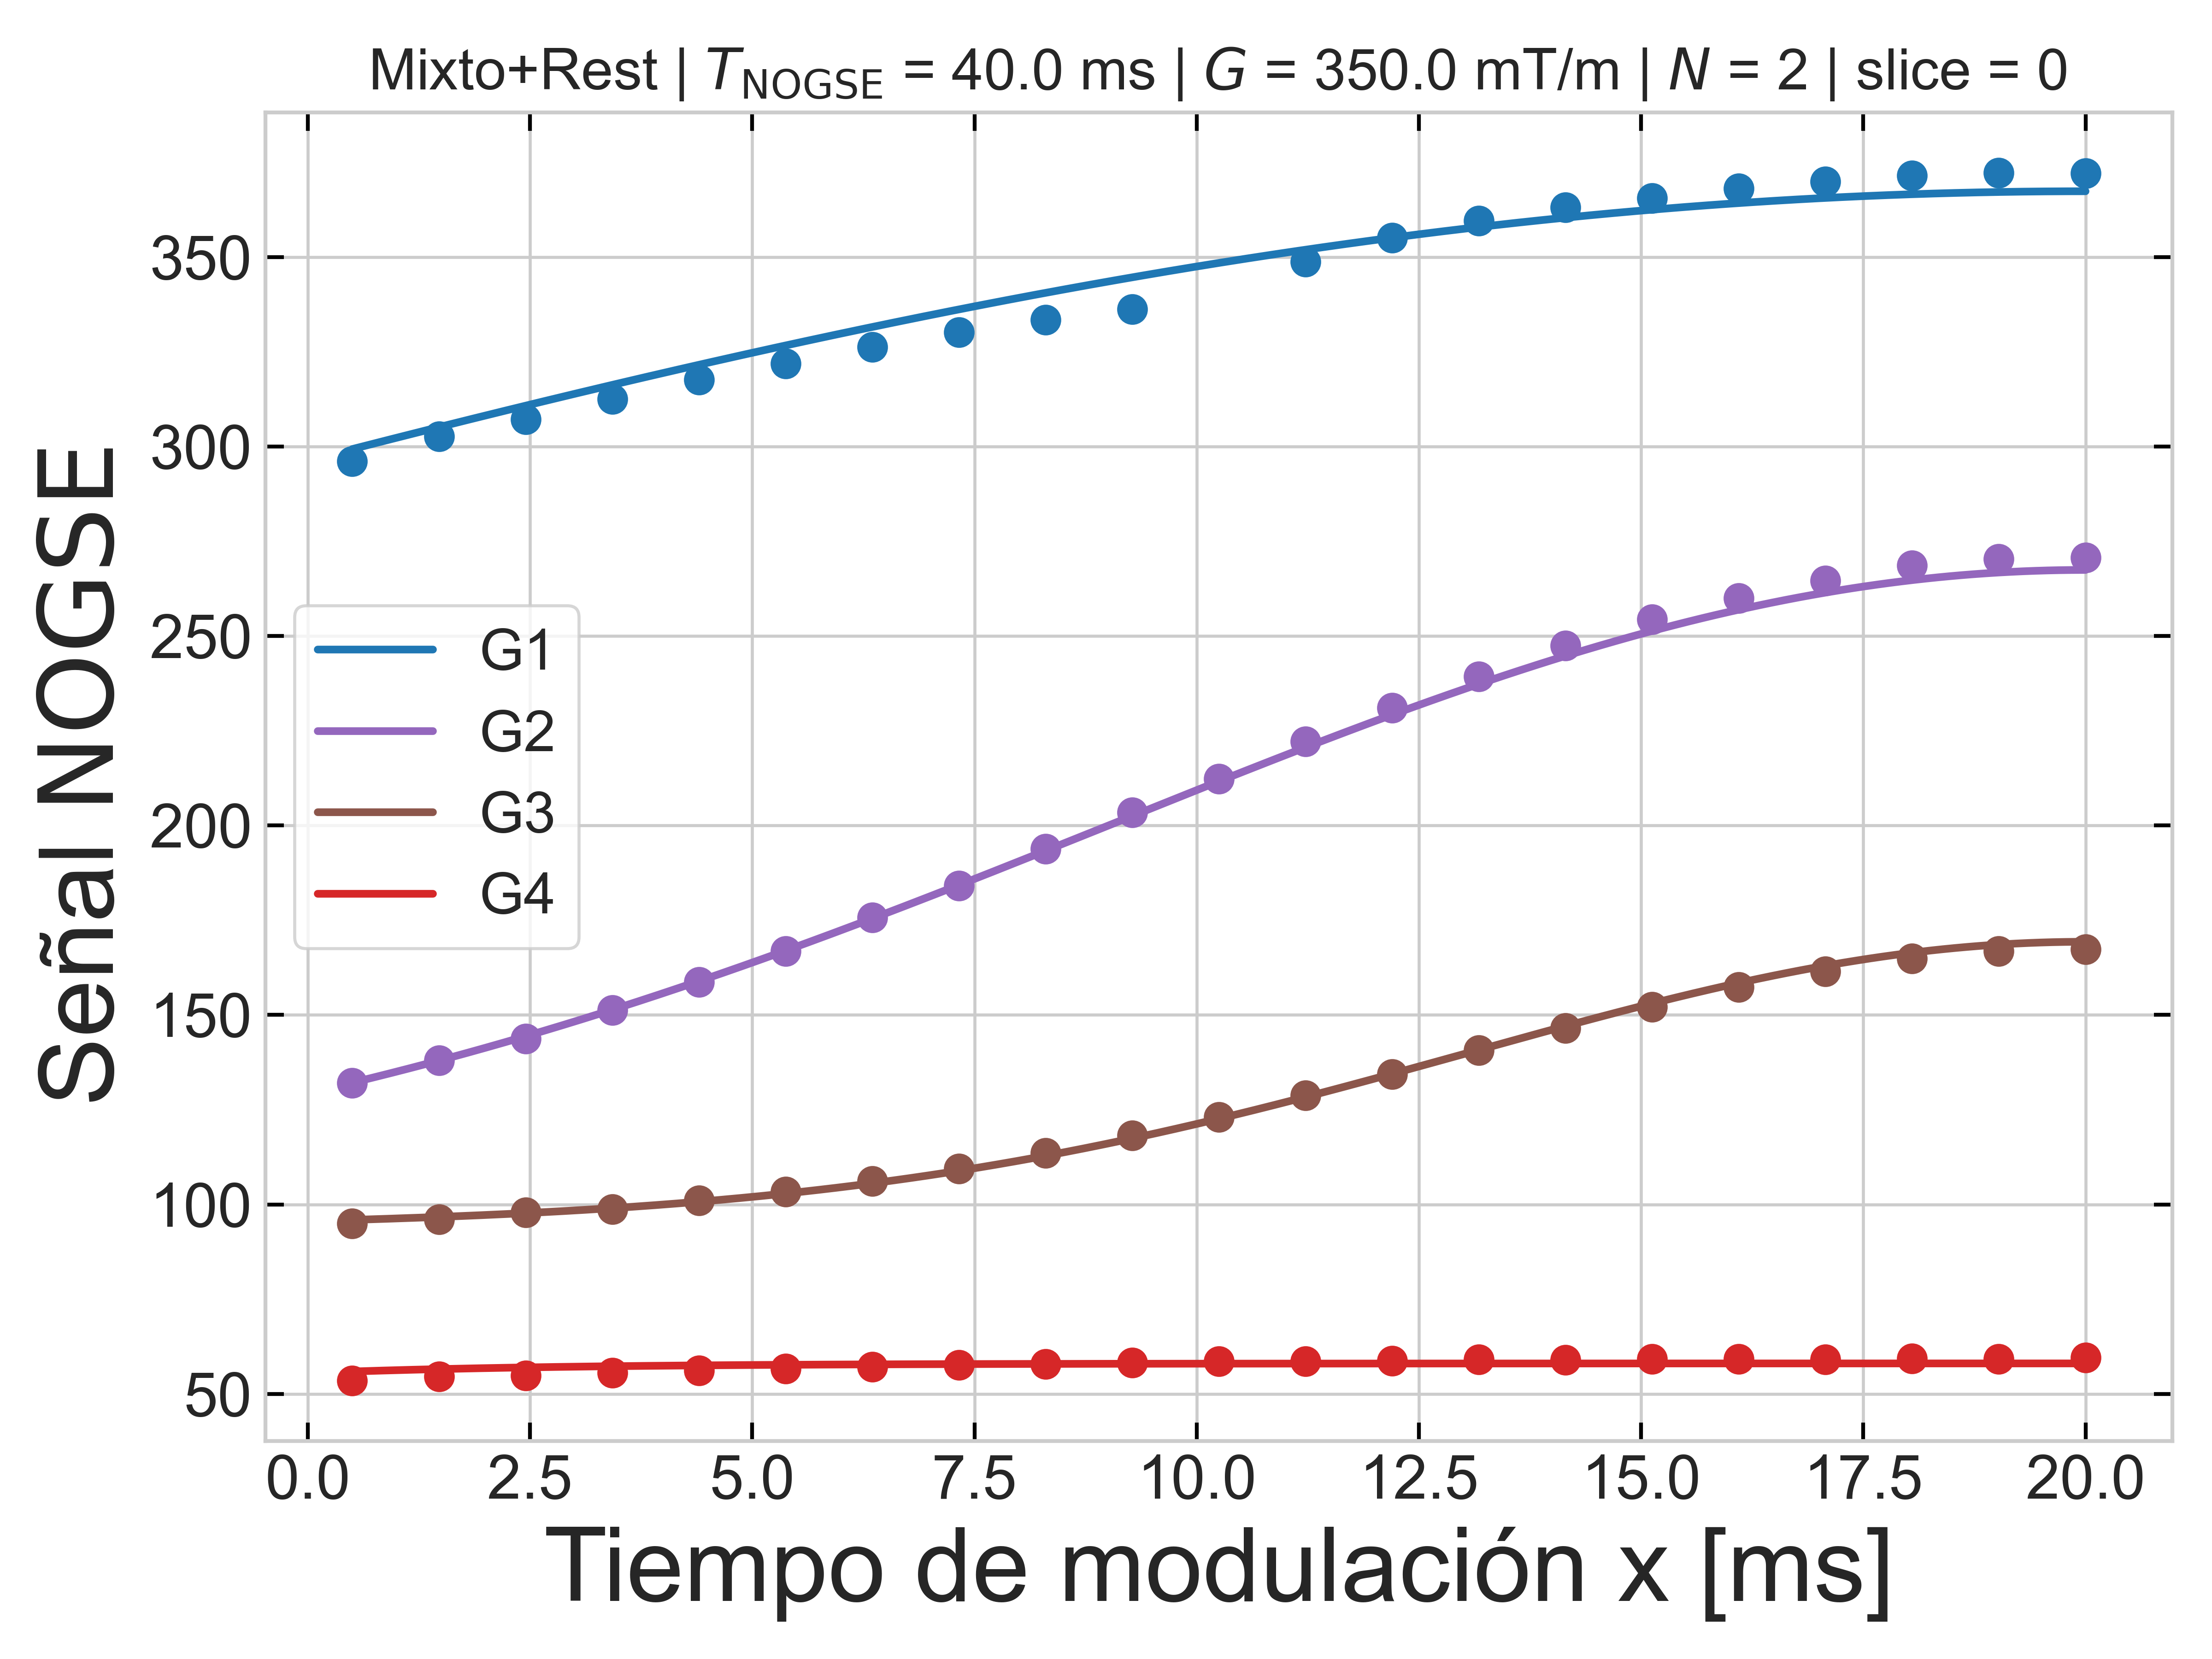 Mixto+Rest | T_NOGSE = 40.0 ms | G = 350.0 mT/m | N = 2 | slice = 0
Señal NOGSE
350
300
250
200
150
100
50
G1
G2
G3
G4
0.0 2.5 5.0 7.5 10.0 12.5 15.0 17.5 20.0
Tiempo de modulación x [ms]